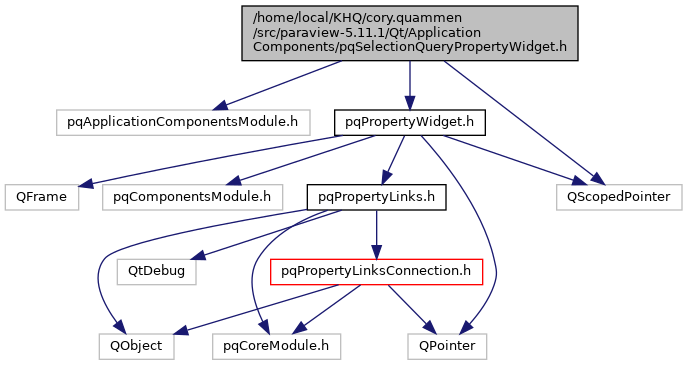 /home/local/KHQ/cory.quammen
/src/paraview-5.11.1/Qt/Application
Components/pqSelectionQueryPropertyWidget.h
pqApplicationComponentsModule.h
pqPropertyWidget.h
QFrame
pqComponentsModule.h
pqPropertyLinks.h
QScopedPointer
QtDebug
pqPropertyLinksConnection.h
QObject
pqCoreModule.h
QPointer